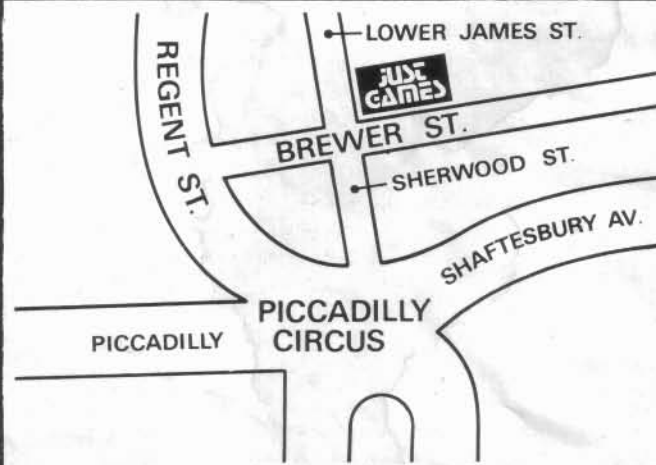 LOWER JAMES ST.
JUST
GAMES
REGENT ST.
BREWER ST.
SHERWOOD ST.
SHAFTESBURY AV.
PICCADILLY
CIRCUS
PICCADILLY